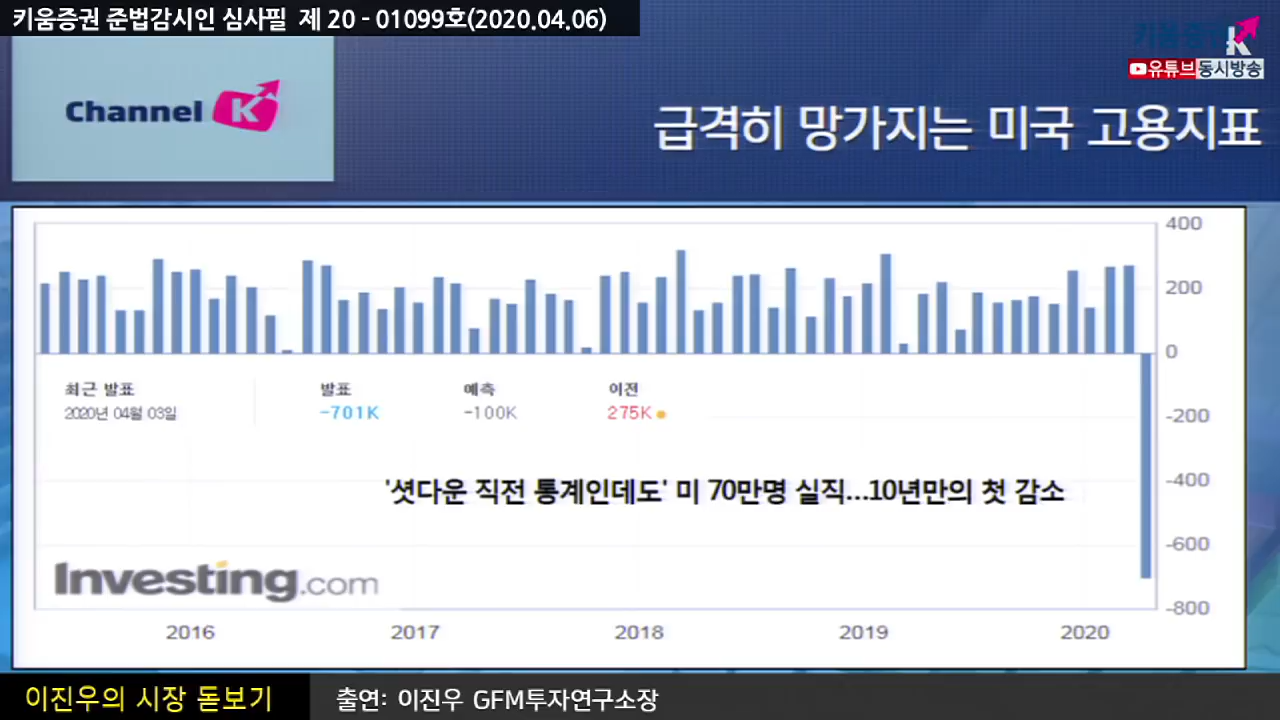 키움증권 준법감시인 심사필 제 20 - 01099호(2020.04.06)
키움증권
K
유튜브 동시방송
Channel K
급격히 망가지는 미국 고용지표
400
200
0
-200
-400
-600
-800
최근 발표 발표 예측 이전
2020년 04월 03일 -701K -100K 275K
'셧다운 직전 통계인데도' 미 70만명 실직...10년만의 첫 감소
Investing.com
2016 2017 2018 2019 2020
이진우의 시장 돋보기 출연: 이진우 GFM투자연구소장